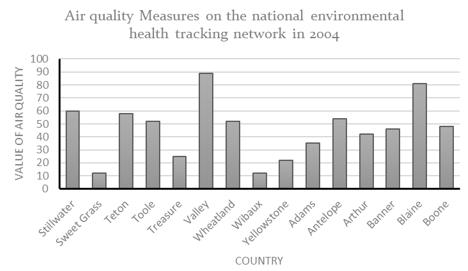 Air quality Measures on the national environmental
health tracking network in 2004
VALUE OF AIR QUALITY
100
90
80
70
60
50
40
30
20
10
0
Stillwater
Sweet Grass
Teton
Toole
Treasure
Valley
Wheatland
Wibaux
Yellowstone
Adams
Antelope
Arthur
Banner
Blaine
Boone
COUNTRY